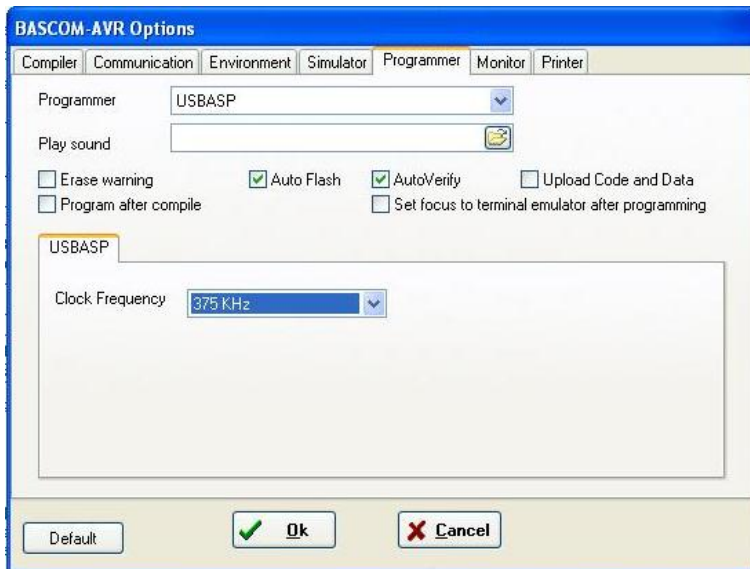 BASCOM-AVR Options
Compiler Communication Environment Simulator Programmer Monitor Printer
Programmer USBASP
Play sound
Erase warning Auto Flash AutoVerify Upload Code and Data
Program after compile Set focus to terminal emulator after programming
USBASP
Clock Frequency 375 KHz
Default Ok Cancel